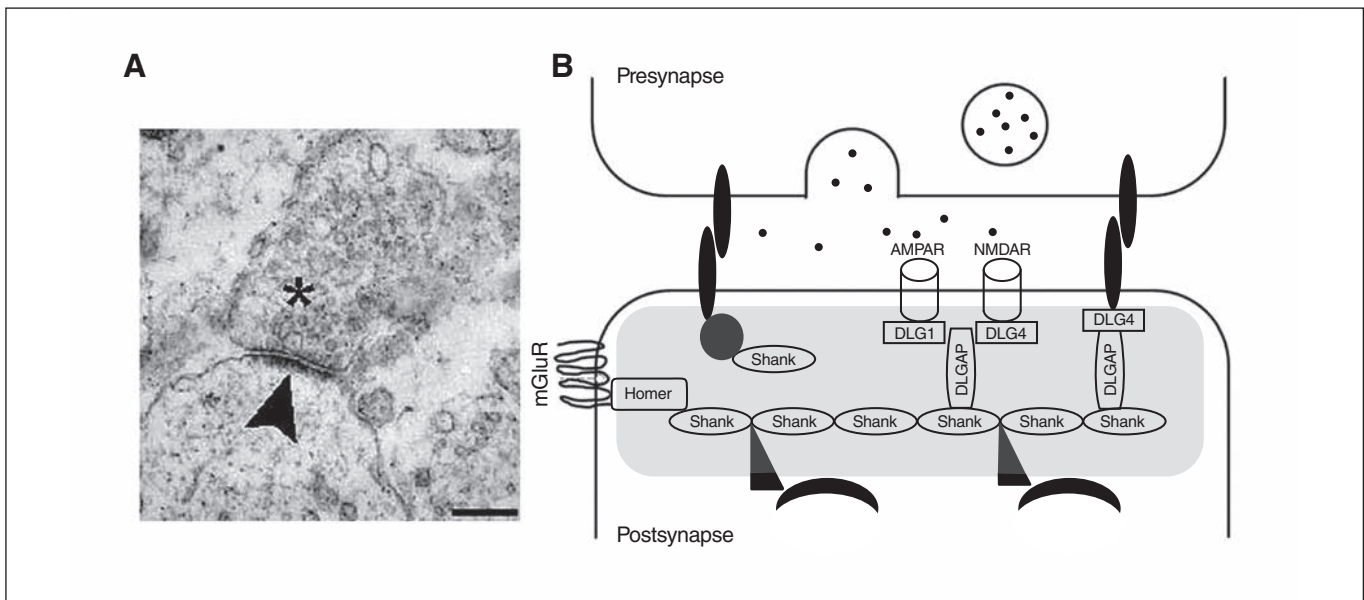 A
B
Presynapse
AMPAR NMDAR
DLG1 DLG4 DLG4
DLGAP DLGAP
Shank
mGluR
Homer
Shank Shank Shank Shank Shank Shank
Postsynapse